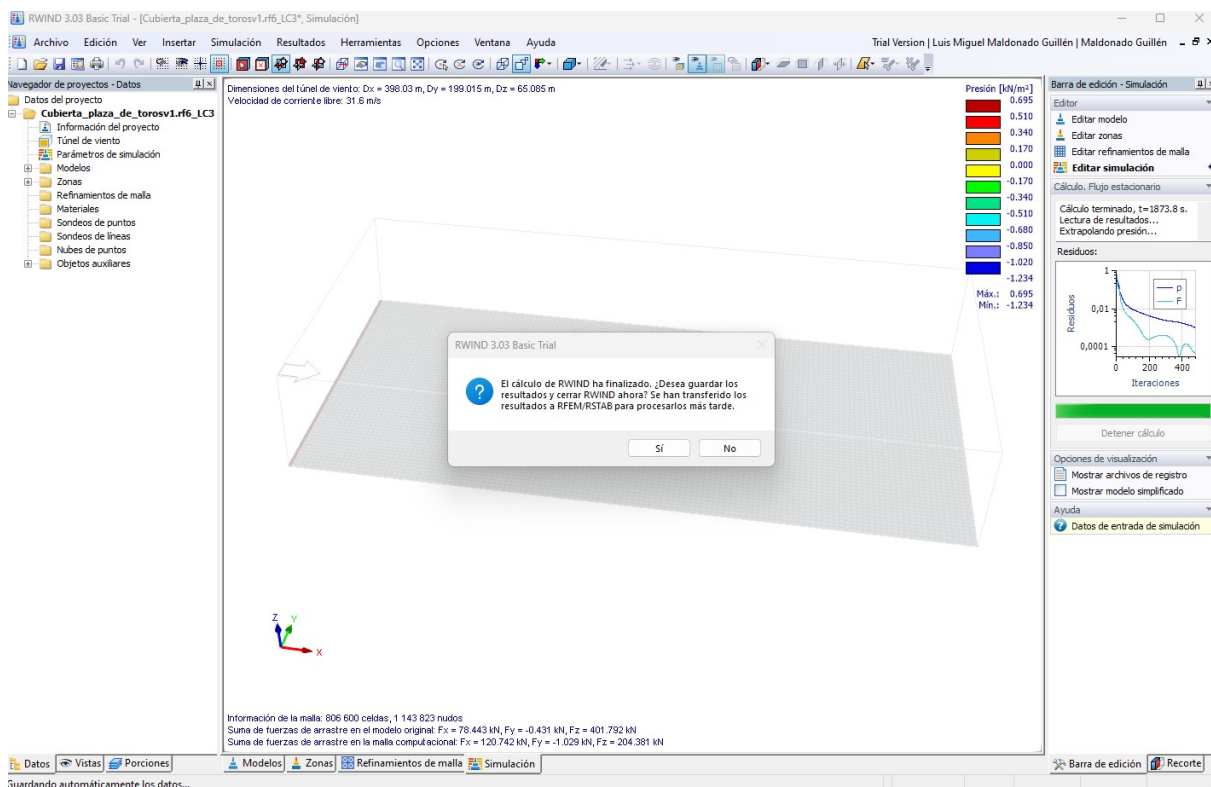 RWIND 3.03 Basic Trial - [Cubierta_plaza_de_torosv1.rf6_LC3*, Simulación]
Archivo Edición Ver Insertar Simulación Resultados Herramientas Opciones Ventana Ayuda
Trial Version | Luis Miguel Maldonado Guillén | Maldonado Guillén
Navegador de proyectos - Datos
Datos del proyecto
Cubierta_plaza_de_torosv1.rf6_LC3
Información del proyecto
Túnel de viento
Parámetros de simulación
Modelos
Zonas
Refinamientos de malla
Materiales
Sondeos de puntos
Sondeos de líneas
Nubes de puntos
Objetos auxiliares
Dimensiones del túnel de viento: Dx = 398.03 m, Dy = 199.015 m, Dz = 65.085 m
Velocidad de corriente libre: 31.6 m/s
Presión [kN/m²]
0.695
0.510
0.340
0.170
0.000
-0.170
-0.340
-0.510
-0.680
-0.850
-1.020
-1.234
Máx.: 0.695
Mín.: -1.234
RWIND 3.03 Basic Trial
El cálculo de RWIND ha finalizado. ¿Desea guardar los
resultados y cerrar RWIND ahora? Se han transferido los
resultados a RFEM/RSTAB para procesarlos más tarde.
Sí No
Z Y
X
Información de la malla: 806 600 celdas, 1 143 823 nudos
Suma de fuerzas de arrastre en el modelo original: Fx = 78.443 kN, Fy = -0.431 kN, Fz = 401.792 kN
Suma de fuerzas de arrastre en la malla computacional: Fx = 120.742 kN, Fy = -1.029 kN, Fz = 204.381 kN
Barra de edición - Simulación
Editor
Editar modelo
Editar zonas
Editar refinamientos de malla
Editar simulación
Cálculo. Flujo estacionario
Cálculo terminado, t=1873.8 s.
Lectura de resultados...
Extrapolando presión...
Residuos:
1
0,01
0,0001
Residuos
p
F
0 200 400
Iteraciones
Detener cálculo
Opciones de visualización
Mostrar archivos de registro
Mostrar modelo simplificado
Ayuda
Datos de entrada de simulación
Datos Vistas Porciones
Modelos Zonas Refinamientos de malla Simulación
Barra de edición Recorte
Guardando automáticamente los datos...